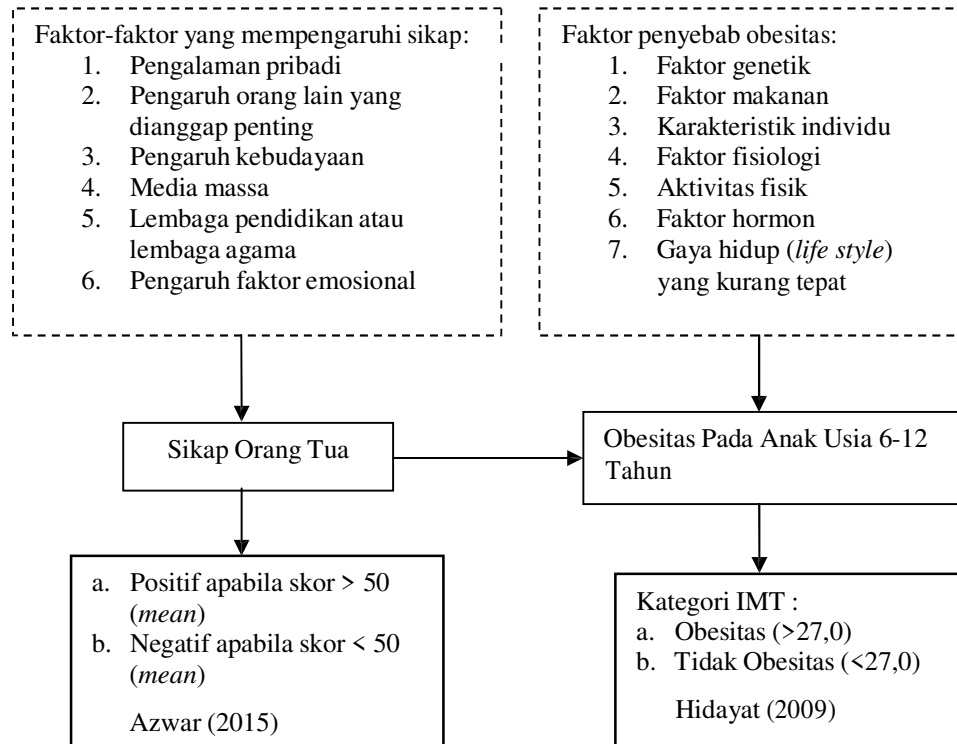 Faktor-faktor yang mempengaruhi sikap:
1. Pengalaman pribadi
2. Pengaruh orang lain yang
dianggap penting
3. Pengaruh kebudayaan
4. Media massa
5. Lembaga pendidikan atau
lembaga agama
6. Pengaruh faktor emosional
Faktor penyebab obesitas:
1. Faktor genetik
2. Faktor makanan
3. Karakteristik individu
4. Faktor fisiologi
5. Aktivitas fisik
6. Faktor hormon
7. Gaya hidup (life style)
yang kurang tepat
Sikap Orang Tua
Obesitas Pada Anak Usia 6-12
Tahun
a. Positif apabila skor > 50
(mean)
b. Negatif apabila skor < 50
(mean)
Azwar (2015)
Kategori IMT :
a. Obesitas (>27,0)
b. Tidak Obesitas (<27,0)
Hidayat (2009)